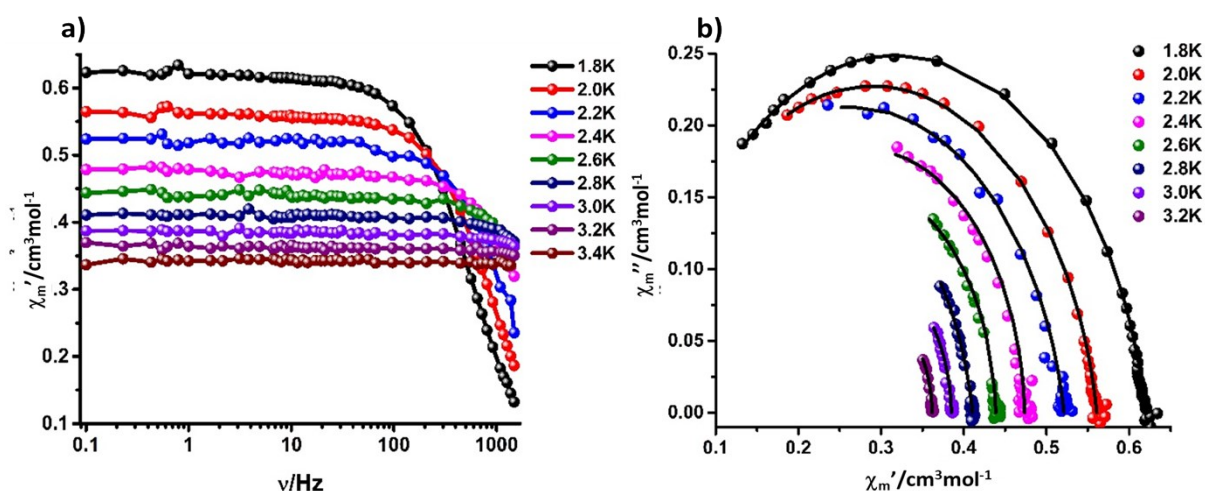 a)
0.6
0.5
0.4
0.3
0.1
χm′/cm³mol⁻¹
0.1
1
10
100
1000
ν/Hz
1.8K
2.0K
2.2K
2.4K
2.6K
2.8K
3.0K
3.2K
3.4K
b)
0.25
0.20
0.15
0.10
0.05
0.00
χm″/cm³mol⁻¹
0.1
0.2
0.3
0.4
0.5
0.6
χm′/cm³mol⁻¹
1.8K
2.0K
2.2K
2.4K
2.6K
2.8K
3.0K
3.2K